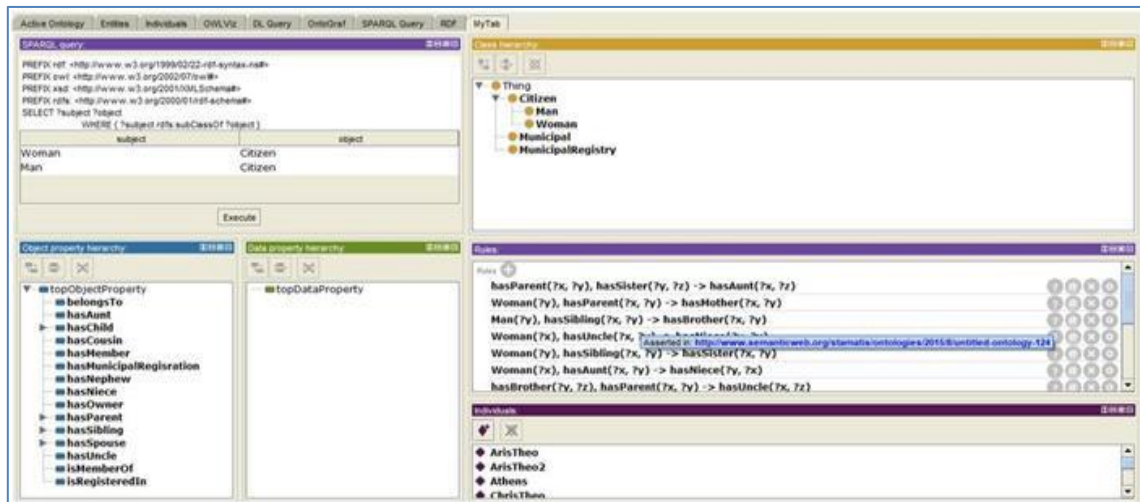 Active Ontology Entities Individuals OWLViz DL Query OntoGraf SPARQL Query RDF MyTab
SPARQL query:
PREFIX rdf: <http://www.w3.org/1999/02/22-rdf-syntax-ns#>
PREFIX owl: <http://www.w3.org/2002/07/owl#>
PREFIX xsd: <http://www.w3.org/2001/XMLSchema#>
PREFIX rdfs: <http://www.w3.org/2000/01/rdf-schema#>
SELECT ?subject ?object
WHERE { ?subject rdfs:subClassOf ?object }
subject object
Woman Citizen
Man Citizen
Execute
Class hierarchy:
Thing
Citizen
Man
Woman
Municipal
MunicipalRegistry
Object property hierarchy:
topObjectProperty
belongsTo
hasAunt
hasChild
hasCousin
hasMember
hasMunicipalRegisration
hasNephew
hasNiece
hasOwner
hasParent
hasSibling
hasSpouse
hasUncle
isMemberOf
isRegisteredIn
Data property hierarchy:
topDataProperty
Rules:
Rules
hasParent(?x, ?y), hasSister(?y, ?z) -> hasAunt(?x, ?z)
Woman(?y), hasParent(?x, ?y) -> hasMother(?x, ?y)
Man(?y), hasSibling(?x, ?y) -> hasBrother(?x, ?y)
Woman(?x), hasUncle(?x,
Asserted in: http://www.semanticweb.org/stamatis/ontologies/2015/8/untitled-ontology-124
Woman(?y), hasSibling(?x, ?y) -> hasSister(?x, ?y)
Woman(?x), hasAunt(?x, ?y) -> hasNiece(?y, ?x)
hasBrother(?y, ?z), hasParent(?x, ?y) -> hasUncle(?x, ?z)
Individuals:
ArisTheo
ArisTheo2
Athens
ChrisTheo